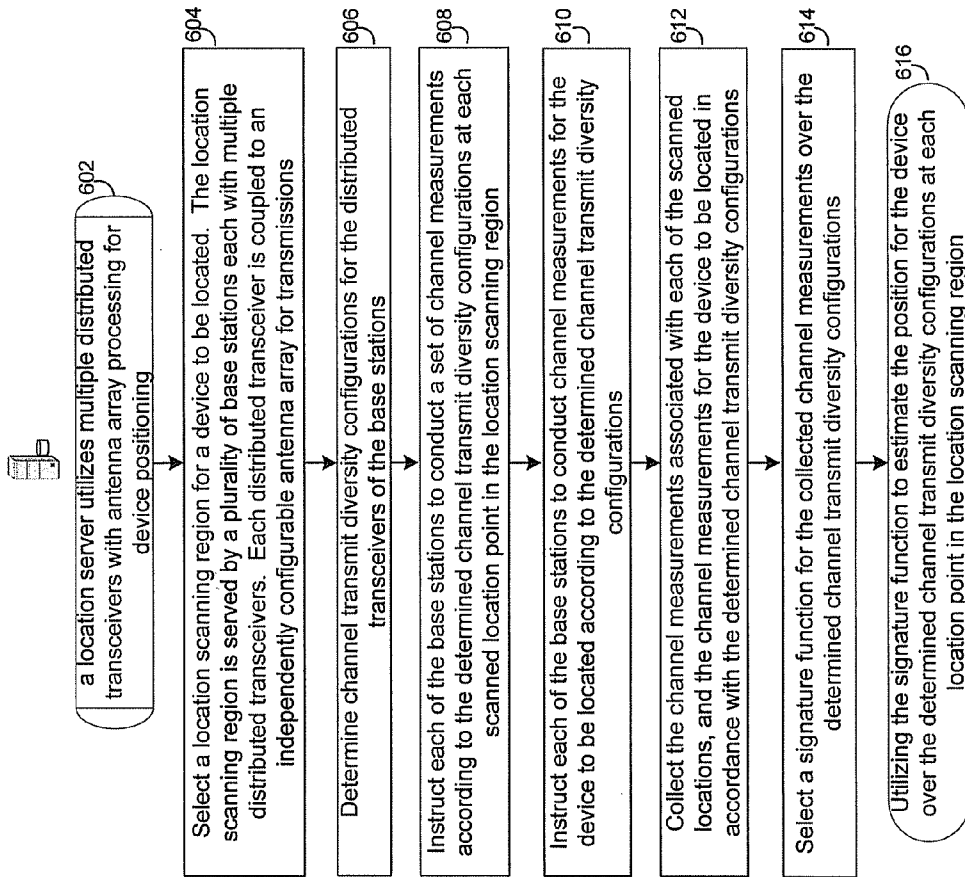 602
a location server utilizes multiple distributed
transceivers with antenna array processing for
device positioning
604
Select a location scanning region for a device to be located. The location
scanning region is served by a plurality of base stations each with multiple
distributed transceivers. Each distributed transceiver is coupled to an
independently configurable antenna array for transmissions
606
Determine channel transmit diversity configurations for the distributed
transceivers of the base stations
608
Instruct each of the base stations to conduct a set of channel measurements
according to the determined channel transmit diversity configurations at each
scanned location point in the location scanning region
610
Instruct each of the base stations to conduct channel measurements for the
device to be located according to the determined channel transmit diversity
configurations
612
Collect the channel measurements associated with each of the scanned
locations, and the channel measurements for the device to be located in
accordance with the determined channel transmit diversity configurations
614
Select a signature function for the collected channel measurements over the
determined channel transmit diversity configurations
616
Utilizing the signature function to estimate the position for the device
over the determined channel transmit diversity configurations at each
location point in the location scanning region